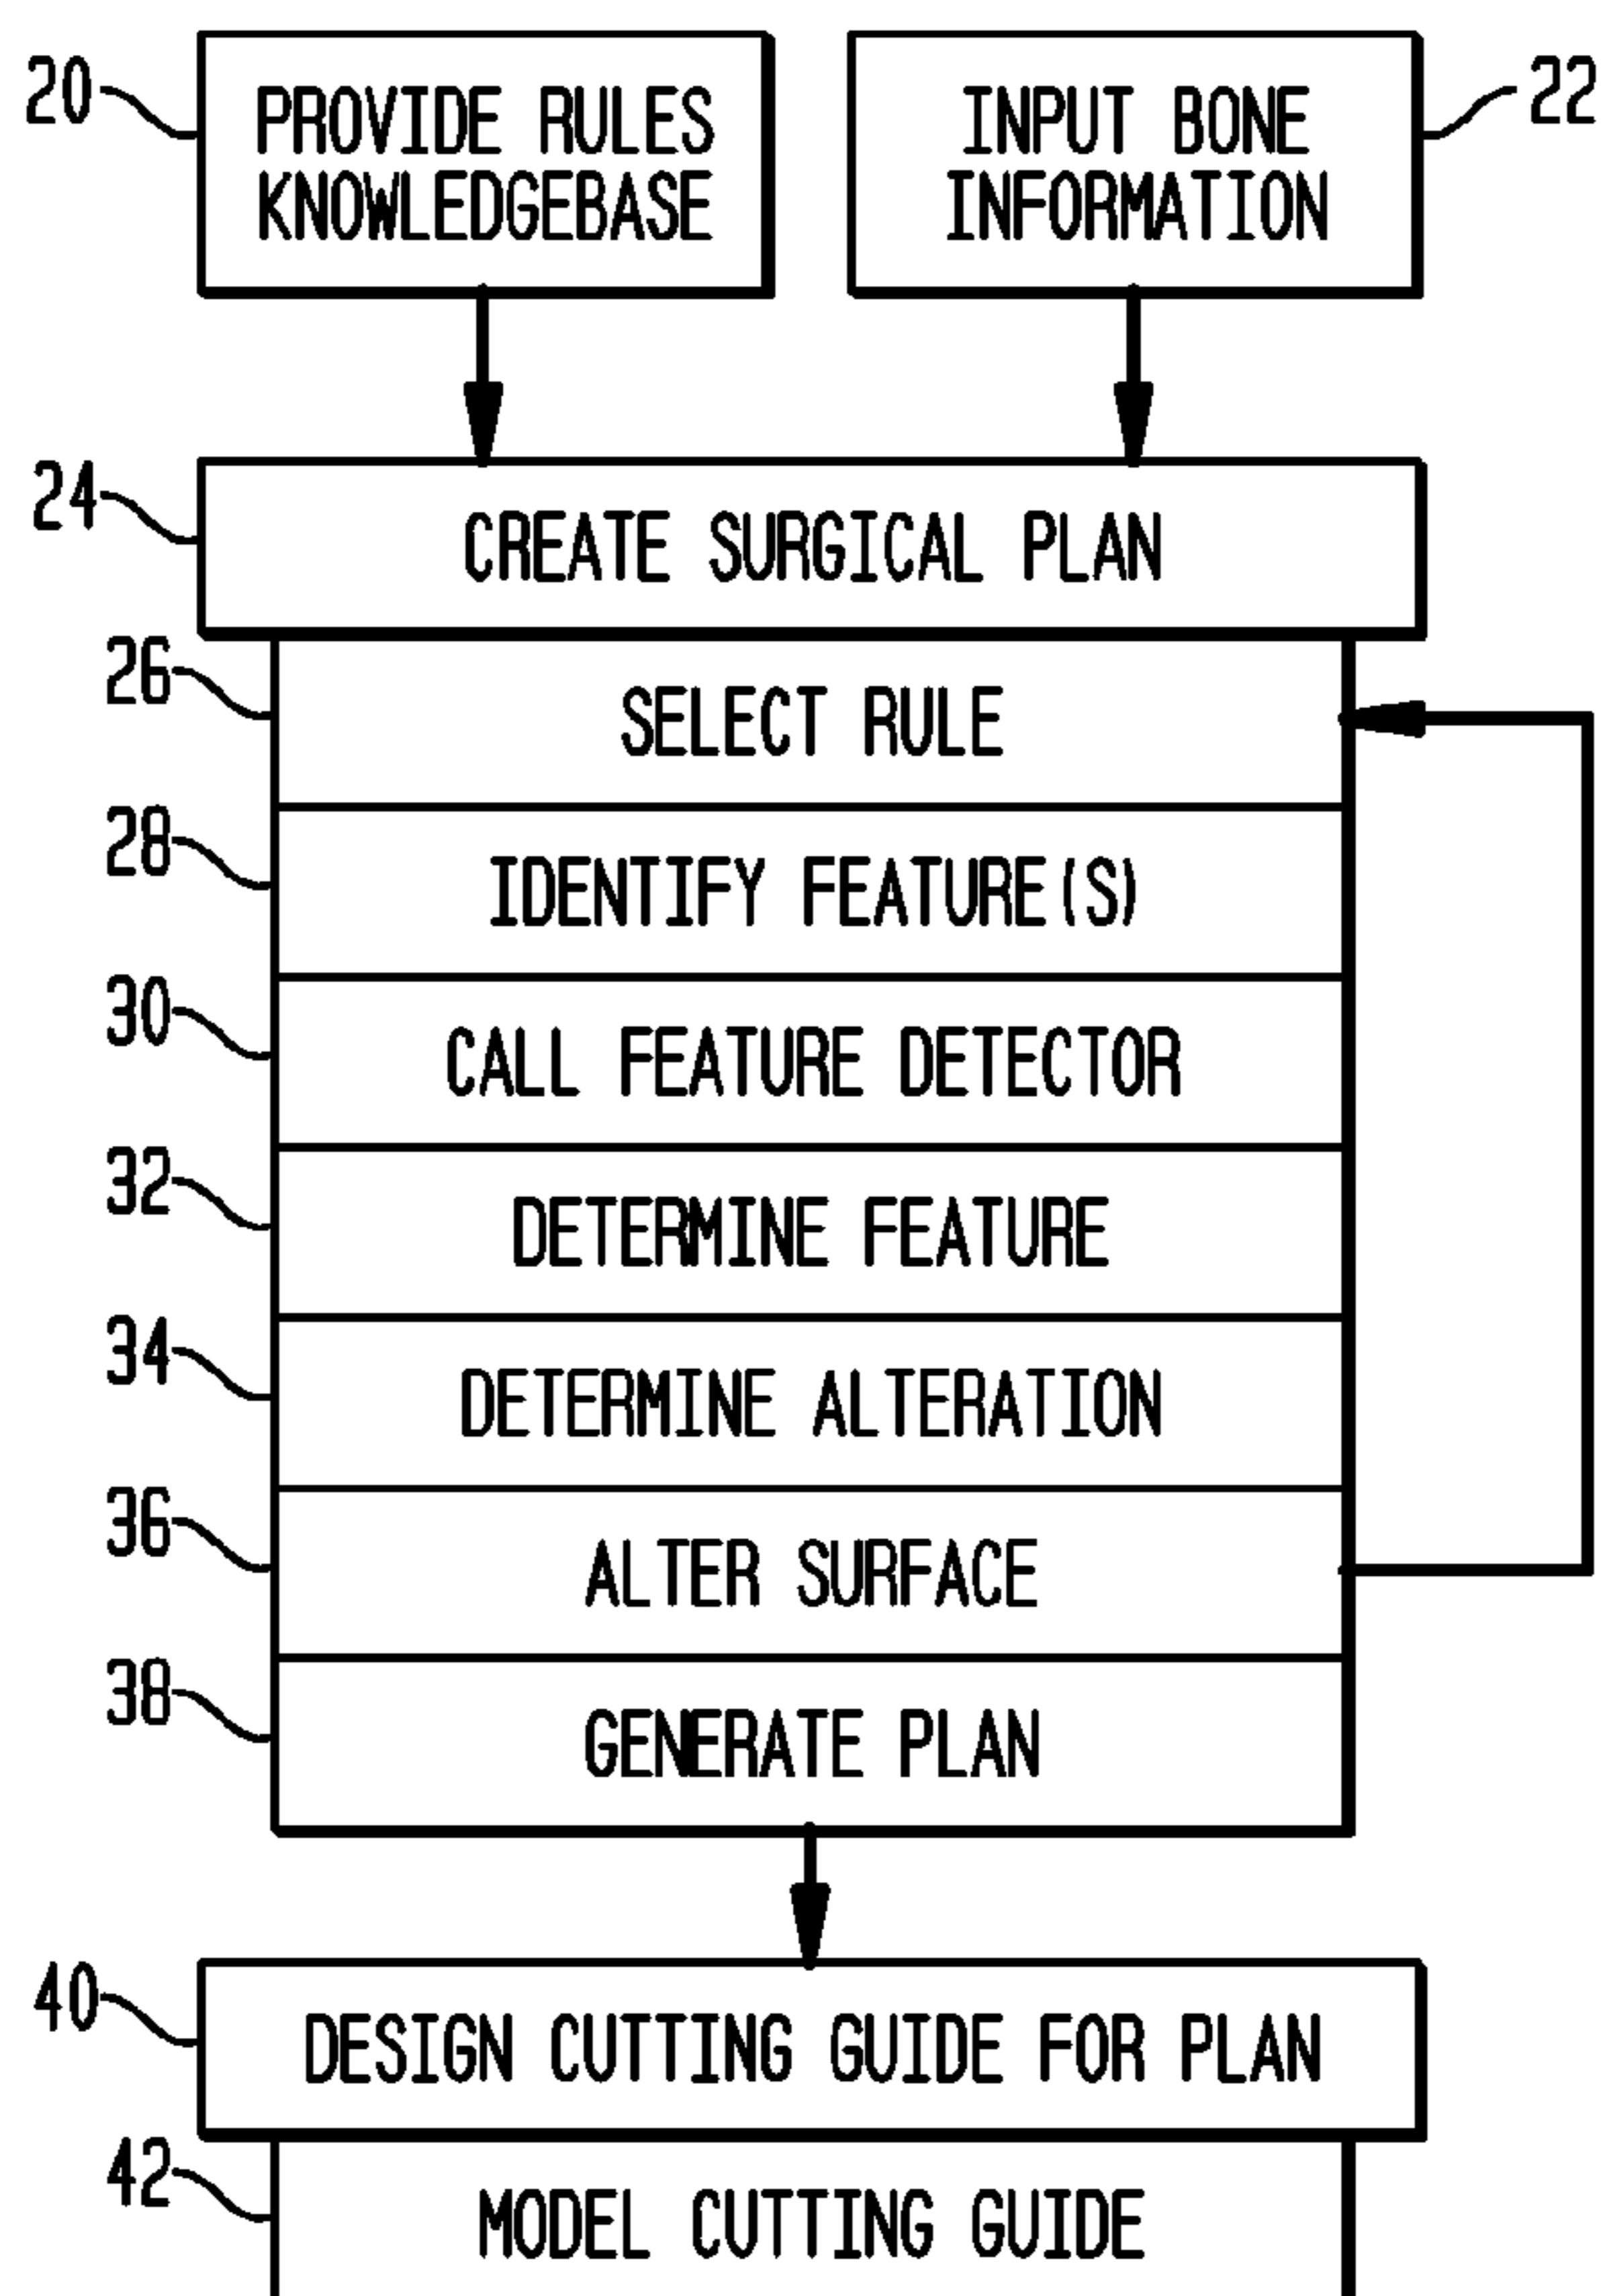 20
PROVIDE RULES
KNOWLEDGEBASE
INPUT BONE
INFORMATION
22
24
CREATE SURGICAL PLAN
26
SELECT RULE
28
IDENTIFY FEATURE(S)
30
CALL FEATURE DETECTOR
32
DETERMINE FEATURE
34
DETERMINE ALTERATION
36
ALTER SURFACE
38
GENERATE PLAN
40
DESIGN CUTTING GUIDE FOR PLAN
42
MODEL CUTTING GUIDE